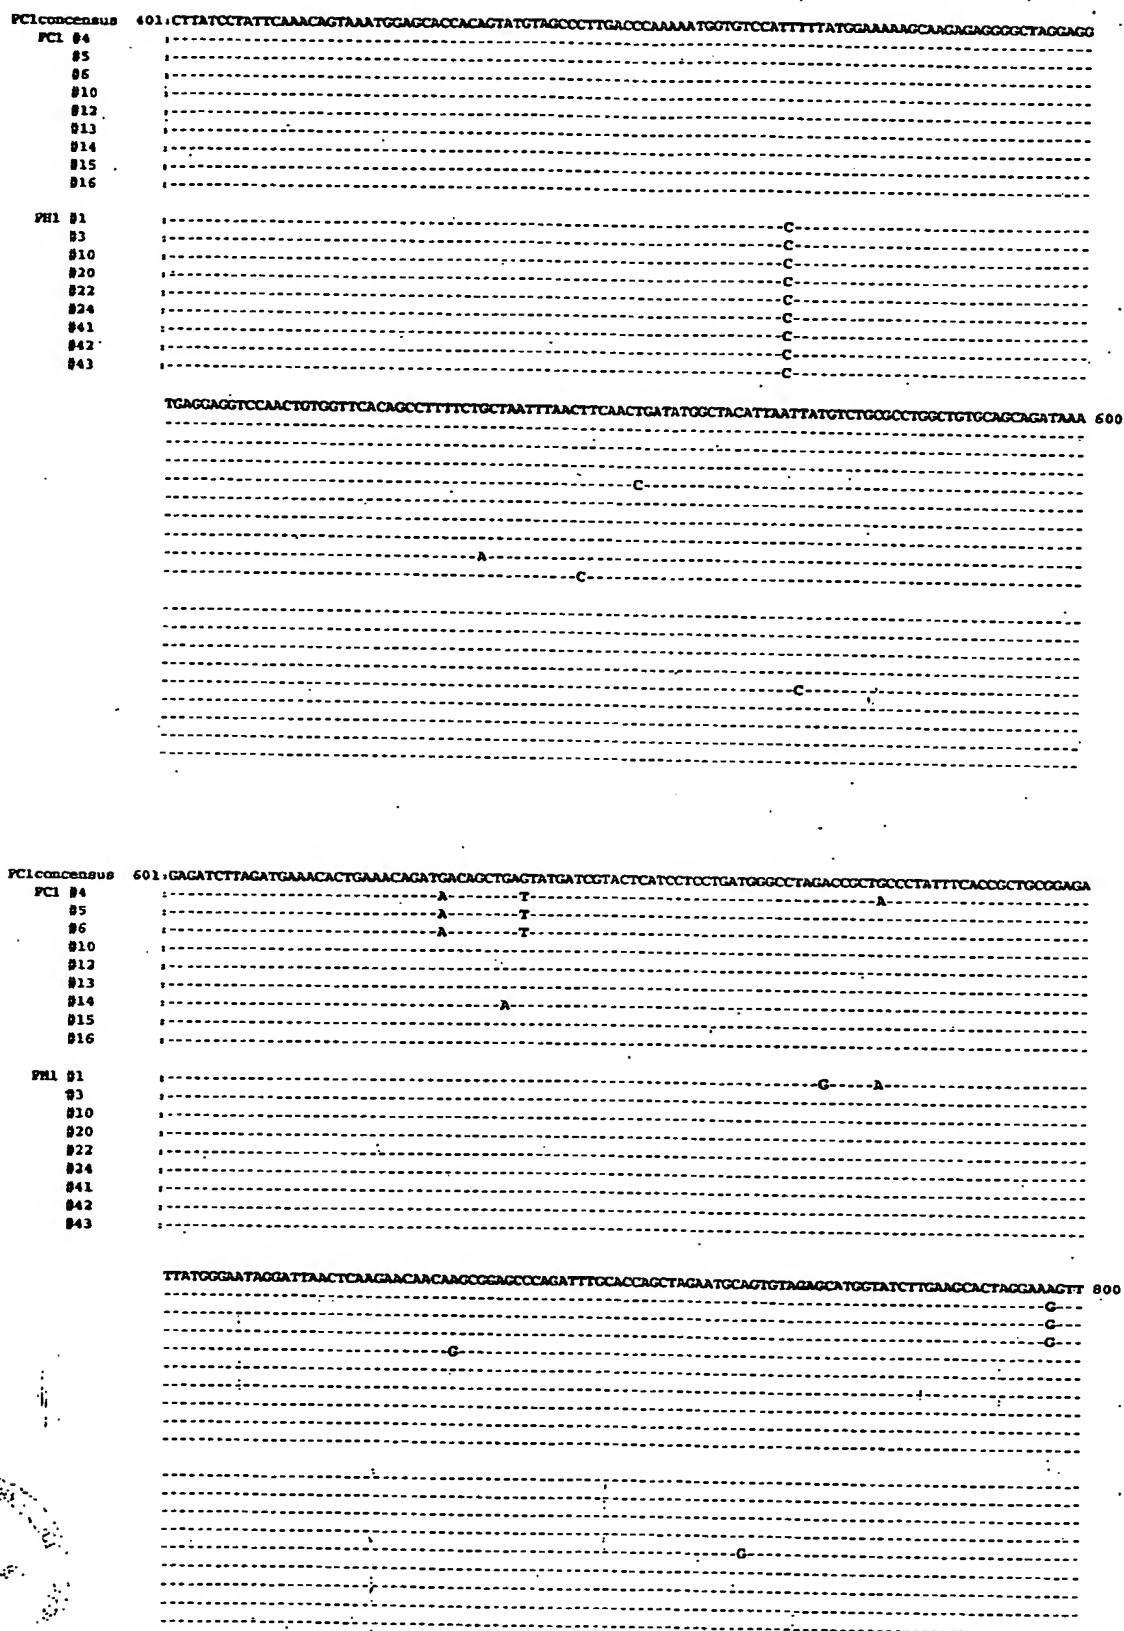 PC1concensus 401:CTTATCCTATTCAAACAGTAAATGGAGCACCACAGTATGTAGCCCTTGACCCAAAAATGGTGTCCATTTTTATGGAAAAAGCAAGAGAGGGGCTAGGAGG
PC1 #4
#5
#6
#10
#12
#13
#14
#15
#16
PH1 #1 C
#3 C
#10 C
#20 C
#22 C
#24 C
#41 C
#42 C
#43 C
TGAGGAGGTCCAACTGTGGTTCACAGCCTTTTCTGCTAATTTAACTTCAACTGATATGGCTACATTAATTATGTCTGCGCCTGGCTGTGCAGCAGATAAA 600
C
A
C
C
PC1concensus 601:GAGATCTTAGATGAAACACTGAAACAGATGACAGCTGAGTATGATCGTACTCATCCTCCTGATGGGCCTAGACCGCTGCCCTATTTCACCGCTGCGGAGA
PC1 #4 A T A
#5 A T
#6 A T
#10
#12
#13
#14 A
#15
#16
PH1 #1 G A
#3
#10
#20
#22
#24
#41
#42
#43
TTATGGGAATAGGATTAACTCAAGAACAACAAGCGGAGCCCAGATTTGCACCAGCTAGAATGCAGTGTAGAGCATGGTATCTTGAAGCACTAGGAAAGTT 800
G
G
G
G
G